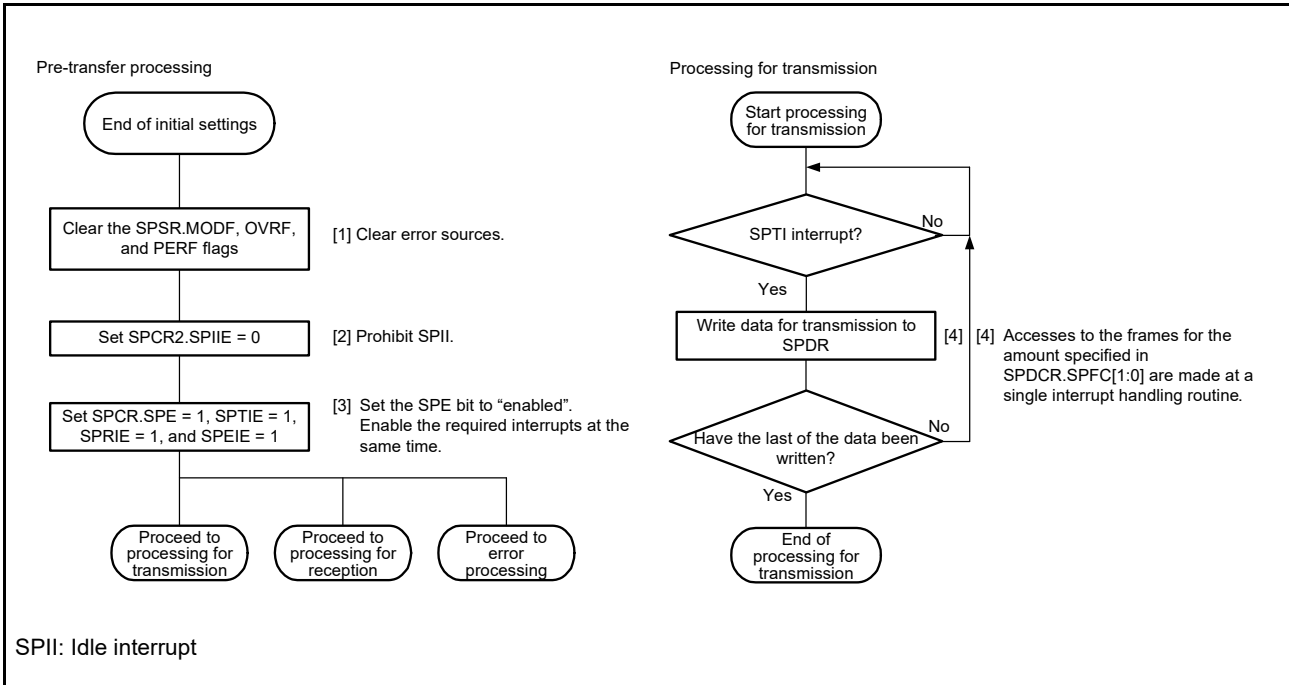 Pre-transfer processing
End of initial settings
Clear the SPSR.MODF, OVRF,
and PERF flags
[1] Clear error sources.
Set SPCR2.SPIIE = 0
[2] Prohibit SPII.
Set SPCR.SPE = 1, SPTIE = 1,
SPRIE = 1, and SPEIE = 1
[3] Set the SPE bit to “enabled”.
Enable the required interrupts at the
same time.
Proceed to
processing for
transmission
Proceed to
processing for
reception
Proceed to
error
processing
Processing for transmission
Start processing
for transmission
SPTI interrupt?
No
Yes
Write data for transmission to
SPDR
[4]
[4] Accesses to the frames for the
amount specified in
SPDCR.SPFC[1:0] are made at a
single interrupt handling routine.
Have the last of the data been
written?
No
Yes
End of
processing for
transmission
SPII: Idle interrupt